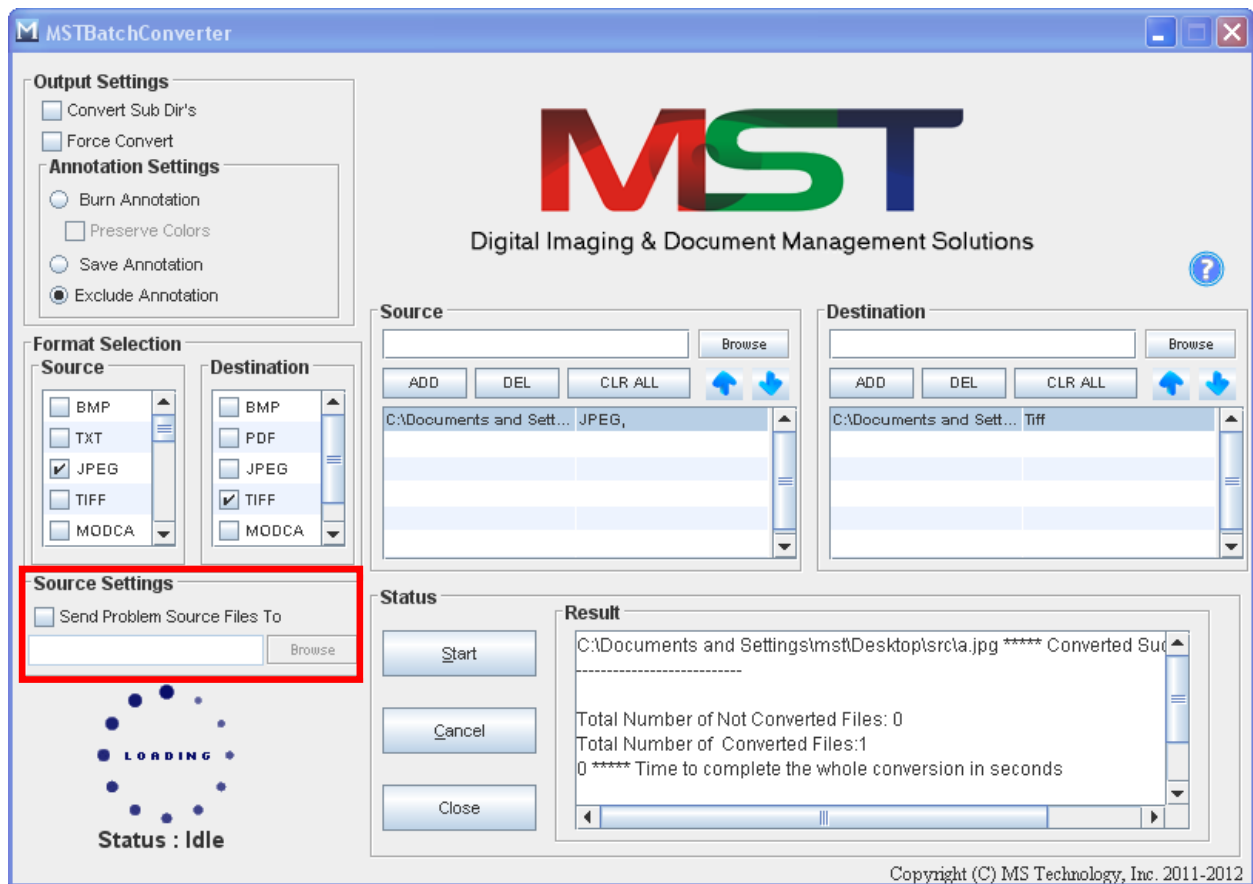 MSTBatchConverter
Output Settings
Convert Sub Dir's
Force Convert
Annotation Settings
Burn Annotation
Preserve Colors
Save Annotation
Exclude Annotation
MST
Digital Imaging & Document Management Solutions
?
Format Selection
Source
BMP
TXT
JPEG
TIFF
MODCA
Destination
BMP
PDF
JPEG
TIFF
MODCA
Source
Browse
ADD DEL CLR ALL
C:\Documents and Sett... JPEG,
Destination
Browse
ADD DEL CLR ALL
C:\Documents and Sett... Tiff
Source Settings
Send Problem Source Files To
Browse
LOADING
Status : Idle
Status
Start
Cancel
Close
Result
C:\Documents and Settings\mst\Desktop\src\a.jpg ***** Converted Suc
--------------------------
Total Number of Not Converted Files: 0
Total Number of  Converted Files:1
0 ***** Time to complete the whole conversion in seconds
Copyright (C) MS Technology, Inc. 2011-2012